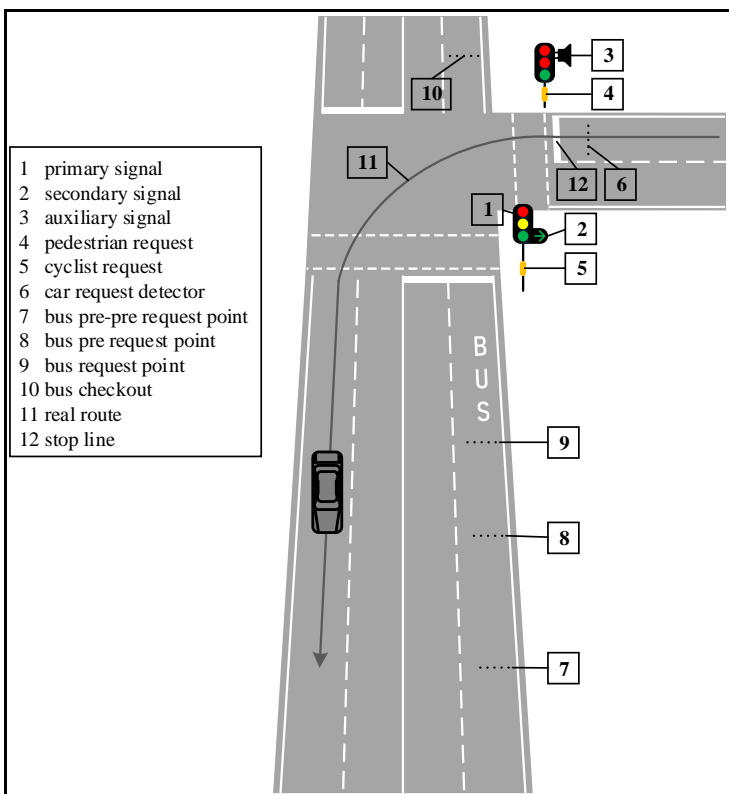 3
10
4
11
12
6
1 primary signal
2 secondary signal
3 auxiliary signal
4 pedestrian request
5 cyclist request
6 car request detector
7 bus pre-pre request point
8 bus pre request point
9 bus request point
10 bus checkout
11 real route
12 stop line
1
2
5
B
U
S
9
8
7